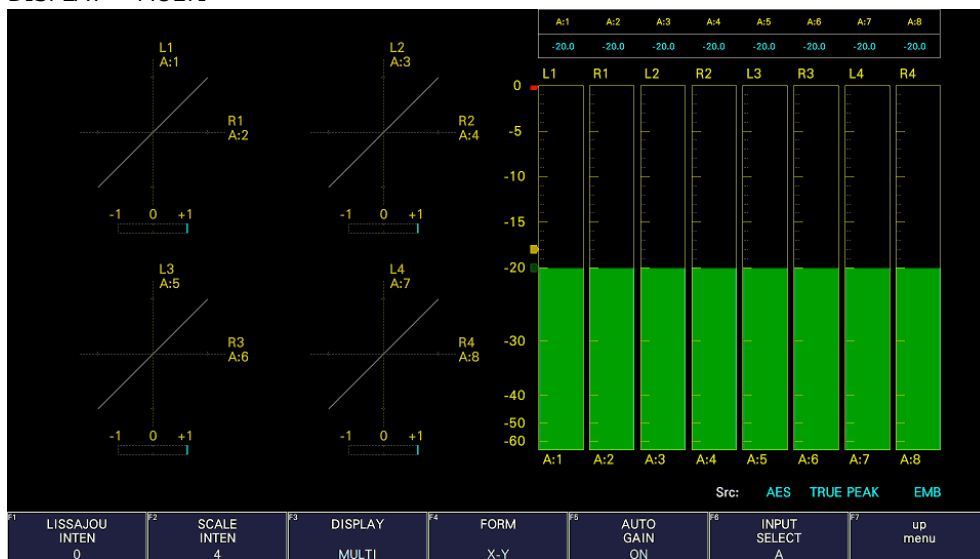 L1
A:1
R1
A:2
-1 0 +1
L2
A:3
R2
A:4
-1 0 +1
L3
A:5
R3
A:6
-1 0 +1
L4
A:7
R4
A:8
-1 0 +1
A:1 A:2 A:3 A:4 A:5 A:6 A:7 A:8
-20.0 -20.0 -20.0 -20.0 -20.0 -20.0 -20.0 -20.0
L1 R1 L2 R2 L3 R3 L4 R4
0
-5
-10
-15
-20
-30
-40
-50
-60
A:1 A:2 A:3 A:4 A:5 A:6 A:7 A:8
Src: AES TRUE PEAK EMB
F1 LISSAJOU INTEN 0
F2 SCALE INTEN 4
F3 DISPLAY MULTI
F4 FORM X-Y
F5 AUTO GAIN ON
F6 INPUT SELECT A
F7 up menu